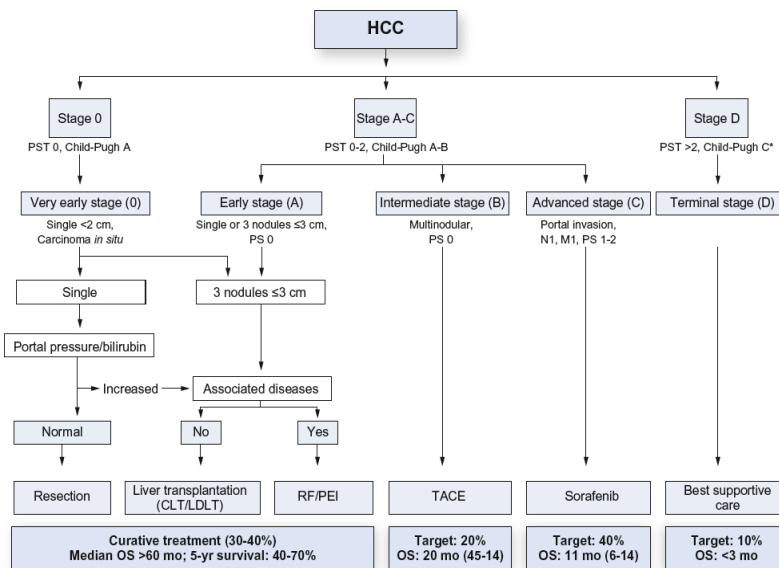 HCC
Stage 0
PST 0, Child-Pugh A
Stage A-C
PST 0-2, Child-Pugh A-B
Stage D
PST >2, Child-Pugh C*
Very early stage (0)
Single <2 cm,
Carcinoma in situ
Early stage (A)
Single or 3 nodules ≤3 cm,
PS 0
Intermediate stage (B)
Multinodular,
PS 0
Advanced stage (C)
Portal invasion,
N1, M1, PS 1-2
Terminal stage (D)
Single
3 nodules ≤3 cm
Portal pressure/bilirubin
Increased
Associated diseases
Normal
No
Yes
Resection
Liver transplantation
(CLT/LDLT)
RF/PEI
TACE
Sorafenib
Best supportive
care
Curative treatment (30-40%)
Median OS >60 mo; 5-yr survival: 40-70%
Target: 20%
OS: 20 mo (45-14)
Target: 40%
OS: 11 mo (6-14)
Target: 10%
OS: <3 mo